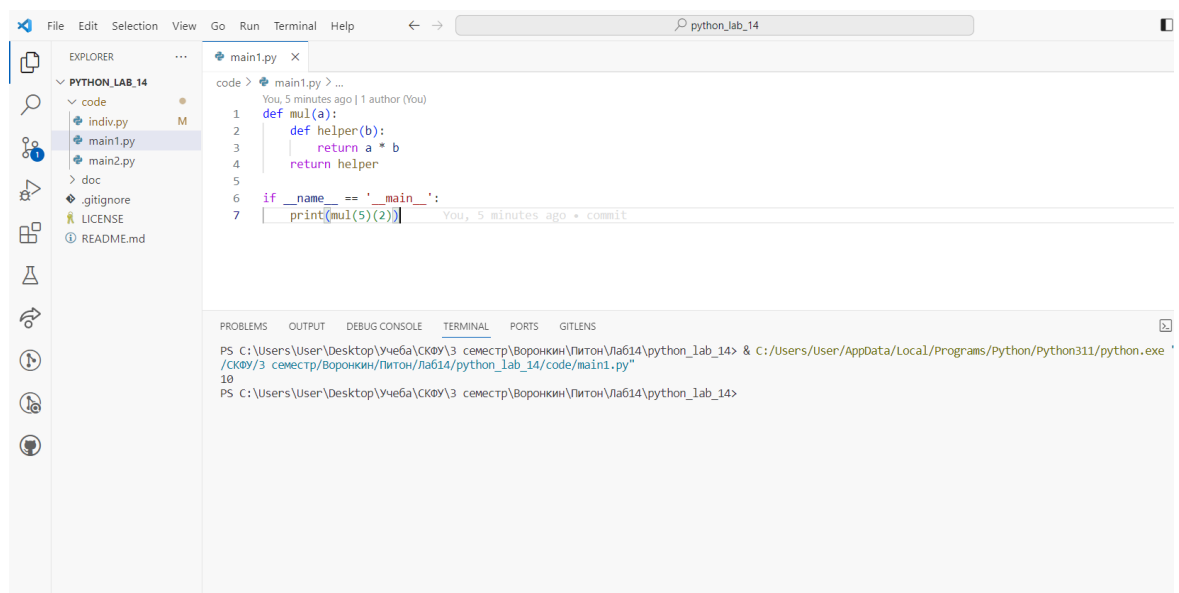 File Edit Selection View Go Run Terminal Help
python_lab_14
EXPLORER
PYTHON_LAB_14
code
indiv.py M
main1.py
main2.py
doc
.gitignore
LICENSE
README.md
1
main1.py
code > main1.py > ...
You, 5 minutes ago | 1 author (You)
1 def mul(a):
2 def helper(b):
3 return a * b
4 return helper
5
6 if __name__ == '__main__':
7 print(mul(5)(2)) You, 5 minutes ago • commit
PROBLEMS OUTPUT DEBUG CONSOLE TERMINAL PORTS GITLENS
PS C:\Users\User\Desktop\Учеба\СКФУ\3 семестр\Воронкин\Питон\Лаб14\python_lab_14> & C:/Users/User/AppData/Local/Programs/Python/Python311/python.exe "
/СКФУ/3 семестр/Воронкин/Питон/Лаб14/python_lab_14/code/main1.py"
10
PS C:\Users\User\Desktop\Учеба\СКФУ\3 семестр\Воронкин\Питон\Лаб14\python_lab_14>